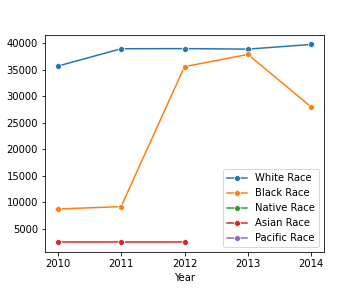 40000
35000
30000
25000
20000
15000
10000
5000
White Race
Black Race
Native Race
Asian Race
Pacific Race
2010 2011 2012 2013 2014
Year